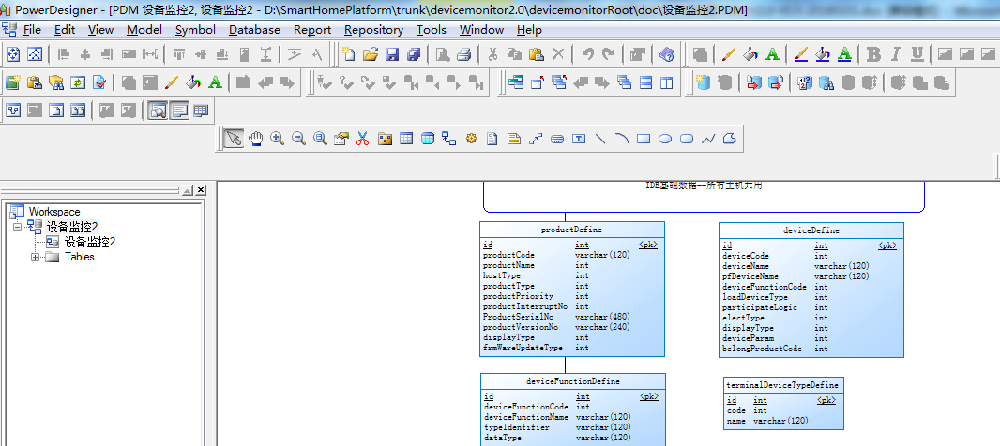 PowerDesigner - [PDM 设备监控2, 设备监控2 - D:\SmartHomePlatform\trunk\devicemonitor2.0\devicemonitorRoot\doc\设备监控2.PDM]
File Edit View Model Symbol Database Report Repository Tools Window Help
B I U
Workspace
设备监控2
设备监控2
Tables
IDE基础数据--所有主机共用
productDefine
id int <pk>
productCode varchar(120)
productName int
hostType int
productType int
productPriority int
productInterruptNo int
ProductSerialNo varchar(480)
productVersionNo varchar(240)
displayType int
frmWareUpdateType int
deviceDefine
id int <pk>
deviceCode int
deviceName varchar(120)
pfDeviceName varchar(120)
deviceFunctionCode int
loadDeviceType int
participateLogic int
electType int
displayType int
deviceParam int
belongProductCode int
deviceFunctionDefine
id int <pk>
deviceFunctionCode int
deviceFunctionName varchar(120)
typeIdentifier varchar(120)
dataType varchar(120)
terminalDeviceTypeDefine
id int <pk>
code int
name varchar(120)